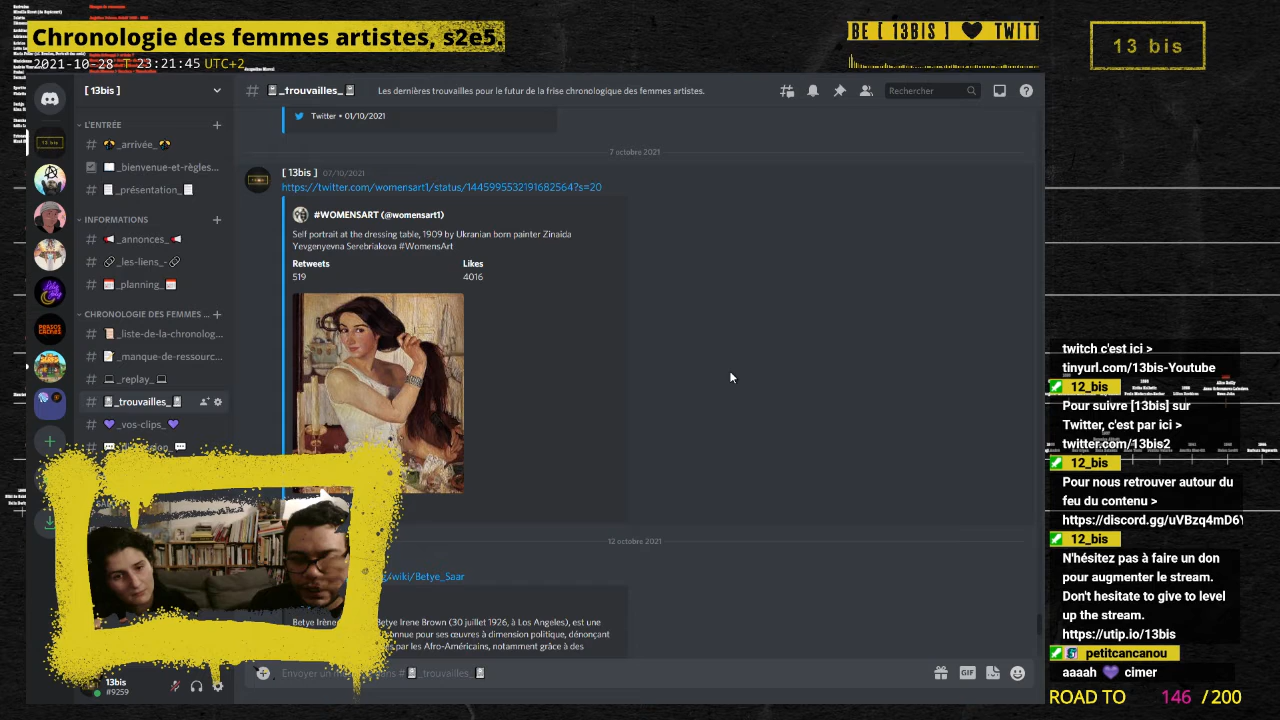 Chronologie des femmes artistes, s2e5
2021-10-28 T 23:21:45 UTC+2
BE [ 13BIS ] ♥ TWIT
13 bis
[ 13bis ]
L'ENTRÉE
_arrivée_
_bienvenue-et-règles...
_présentation_
INFORMATIONS
_annonces_
_les-liens_-
_planning_
CHRONOLOGIE DES FEMMES ...
_liste-de-la-chronolog...
_manque-de-ressourc...
_replay_
_trouvailles_
_vos-clips_
13bis
#9259
# _trouvailles_
Les dernières trouvailles pour le futur de la frise chronologique des femmes artistes.
Rechercher
Twitter • 01/10/2021
7 octobre 2021
[ 13bis ] 07/10/2021
https://twitter.com/womensart1/status/1445995532191682564?s=20
#WOMENSART (@womensart1)
Self portrait at the dressing table, 1909 by Ukranian born painter Zinaida
Yevgenyevna Serebriakova #WomensArt
Retweets Likes
519 4016
12 octobre 2021
/wiki/Betye_Saar
Betye Irene Brown (30 juillet 1926, à Los Angeles), est une
onnue pour ses œuvres à dimension politique, dénonçant
par les Afro-Américains, notamment grâce à des
Envoyer un
_trouvailles_
GIF
twitch c'est ici >
tinyurl.com/13bis-Youtube
12_bis
Pour suivre [13bis] sur
Twitter, c'est par ici >
twitter.com/13bis2
12_bis
Pour nous retrouver autour du
feu du contenu >
https://discord.gg/uVBzq4mD6Y
12_bis
N'hésitez pas à faire un don
pour augmenter le stream.
Don't hesitate to give to level
up the stream.
https://utip.io/13bis
petitcancanou
aaaah 💜 cimer
ROAD TO 146 / 200